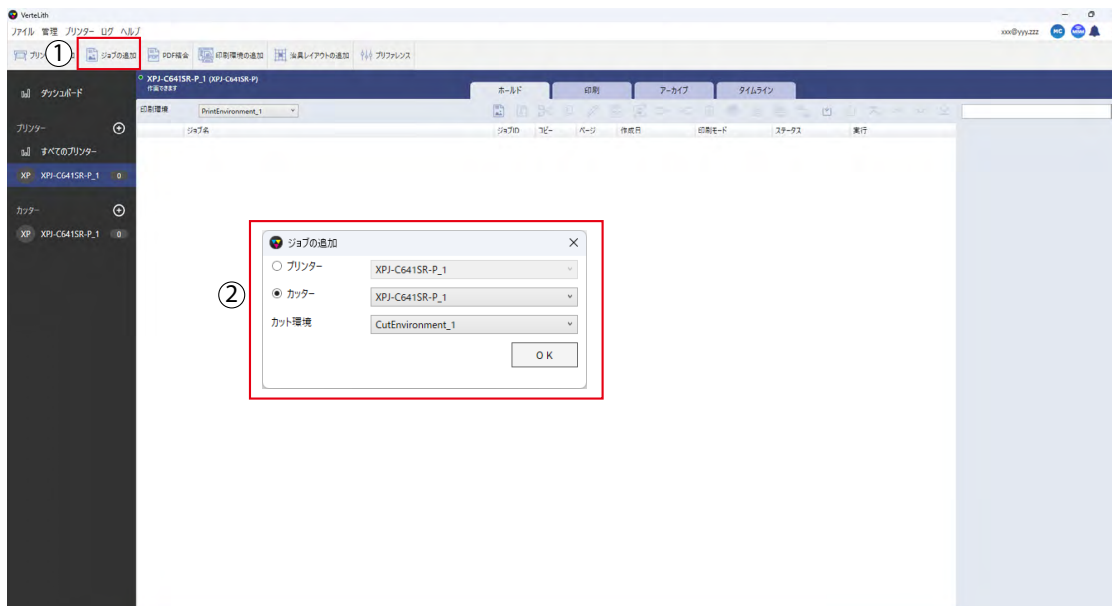 VerteLith
ファイル 管理 プリンター ログ ヘルプ
xxx@yyy.zzz MC NEW
① ジョブの追加 PDF結合 印刷環境の追加 治具レイアウトの追加 プリファレンス
ダッシュボード
XPJ-C641SR-P_1 (XPJ-C641SR-P)
作画できます
ホールド 印刷 アーカイブ タイムライン
印刷環境 PrintEnvironment_1
ジョブ名 ジョブID コピー ページ 作成日 印刷モード ステータス 実行
プリンター
すべてのプリンター
XP XPJ-C641SR-P_1 0
カッター
XP XPJ-C641SR-P_1 0
②
ジョブの追加
プリンター XPJ-C641SR-P_1
カッター XPJ-C641SR-P_1
カット環境 CutEnvironment_1
O K